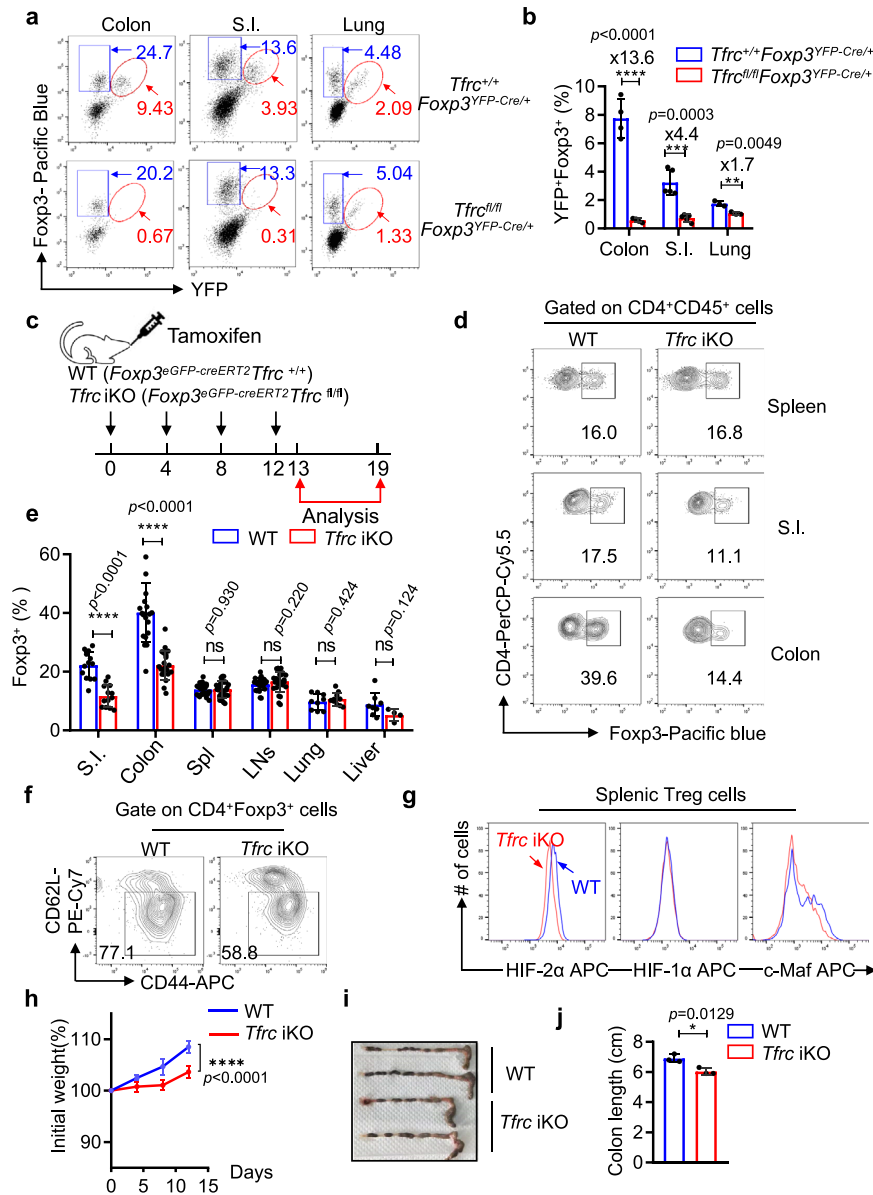 a
Colon S.I. Lung
24.7 13.6 4.48
9.43 3.93 2.09
Tfrc+/+
Foxp3YFP-Cre/+
20.2 13.3 5.04
0.67 0.31 1.33
Tfrcfl/fl
Foxp3YFP-Cre/+
Foxp3- Pacific Blue
YFP
b
p<0.0001
x13.6
****
Tfrc+/+Foxp3YFP-Cre/+
Tfrcfl/flFoxp3YFP-Cre/+
p=0.0003
x4.4
***
p=0.0049
x1.7
**
YFP+Foxp3+ (%)
8
6
4
2
0
Colon S.I. Lung
c
Tamoxifen
WT (Foxp3eGFP-creERT2Tfrc +/+)
Tfrc iKO (Foxp3eGFP-creERT2Tfrc fl/fl)
0 4 8 12 13 19
Analysis
d
Gated on CD4+CD45+ cells
WT Tfrc iKO
16.0 16.8
Spleen
17.5 11.1
S.I.
39.6 14.4
Colon
CD4-PerCP-Cy5.5
Foxp3-Pacific blue
e
WT Tfrc iKO
p<0.0001
****
p<0.0001
****
p=0.930
ns
p=0.220
ns
p=0.424
ns
p=0.124
ns
Foxp3+ (% )
60
40
20
0
S.I. Colon Spl LNs Lung Liver
f
Gate on CD4+Foxp3+ cells
WT Tfrc iKO
CD62L-
PE-Cy7
77.1 58.8
CD44-APC
g
Splenic Treg cells
# of cells
Tfrc iKO
WT
HIF-2α APC HIF-1α APC c-Maf APC
h
WT
Tfrc iKO
****
p<0.0001
Initial weight(%)
110
100
90
0 5 10 15
Days
i
WT
Tfrc iKO
j
p=0.0129
*
WT
Tfrc iKO
Colon length (cm)
8
6
4
2
0